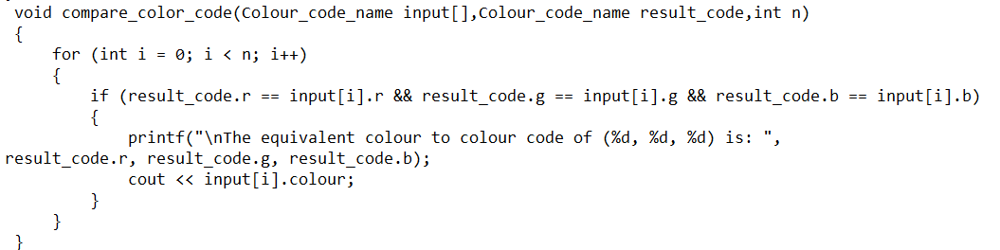 void compare_color_code(Colour_code_name input[],Colour_code_name result_code,int n)
{
for (int i = 0; i < n; i++)
{
if (result_code.r == input[i].r && result_code.g == input[i].g && result_code.b == input[i].b)
{
printf("\nThe equivalent colour to colour code of (%d, %d, %d) is: ",
result_code.r, result_code.g, result_code.b);
cout << input[i].colour;
}
}
}